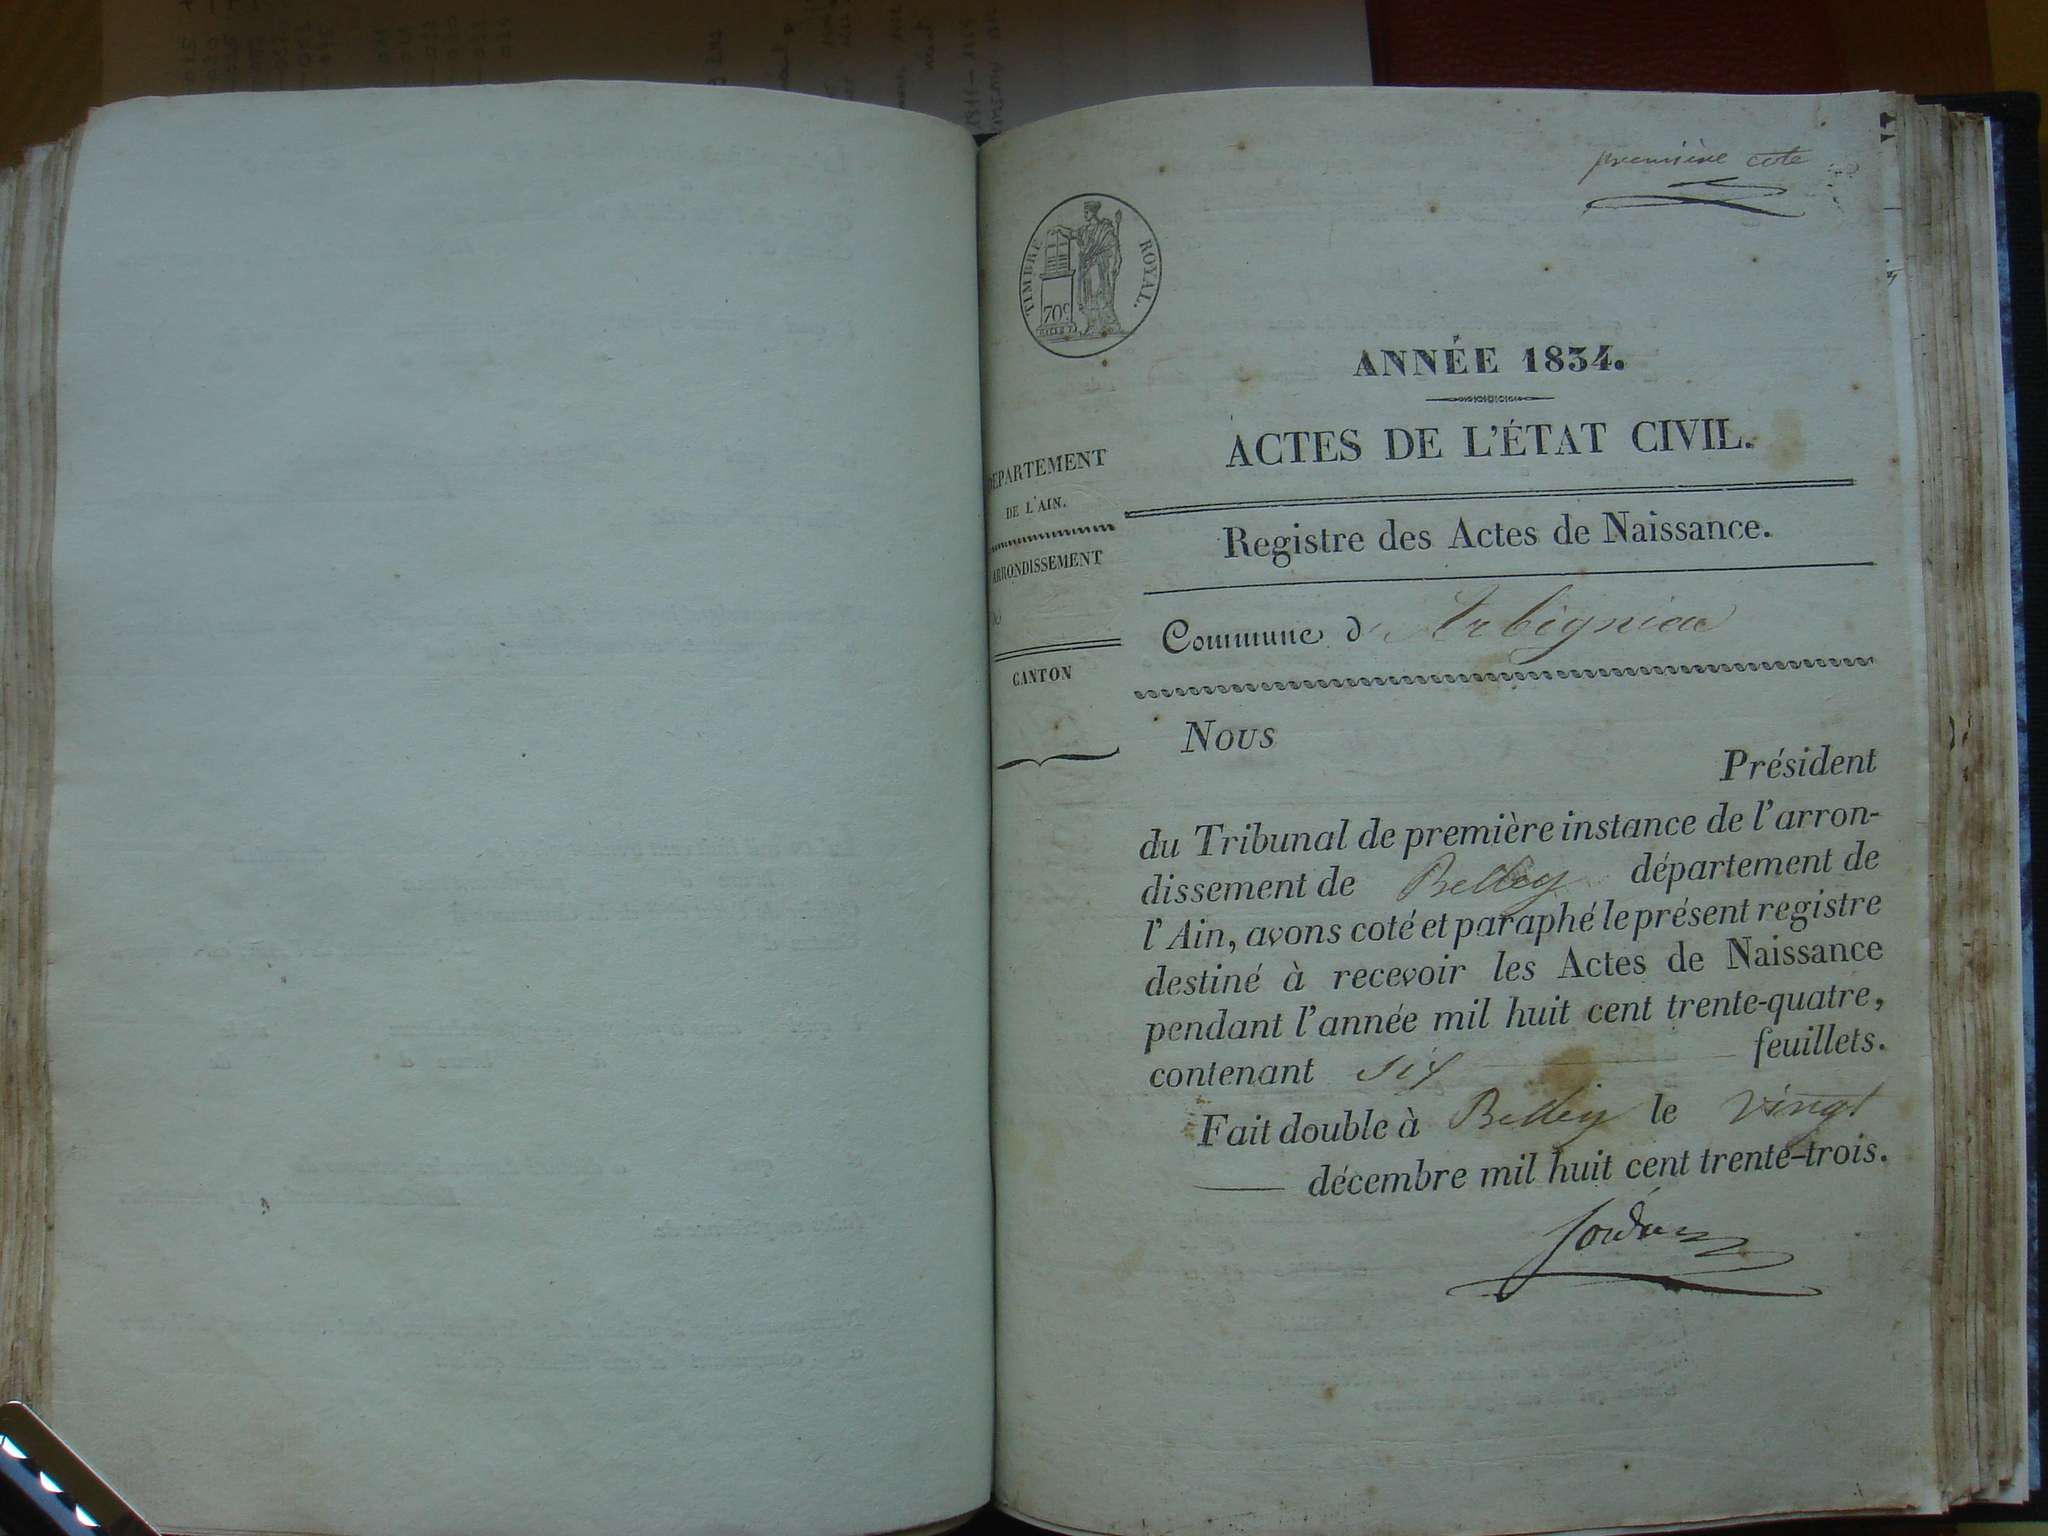 première cote
TIMBRE ROYAL.
70c
ANNÉE 1834.
ACTES DE L'ÉTAT CIVIL.
DÉPARTEMENT
DE L'AIN.
ARRONDISSEMENT
CANTON
Registre des Actes de Naissance.
Commune d'Arbignieu
Nous
Président
du Tribunal de première instance de l'arron-
dissement de Belley département de
l'Ain, avons coté et paraphé le présent registre
destiné à recevoir les Actes de Naissance
pendant l'année mil huit cent trente-quatre,
contenant six feuillets.
Fait double à Belley le vingt
décembre mil huit cent trente-trois.